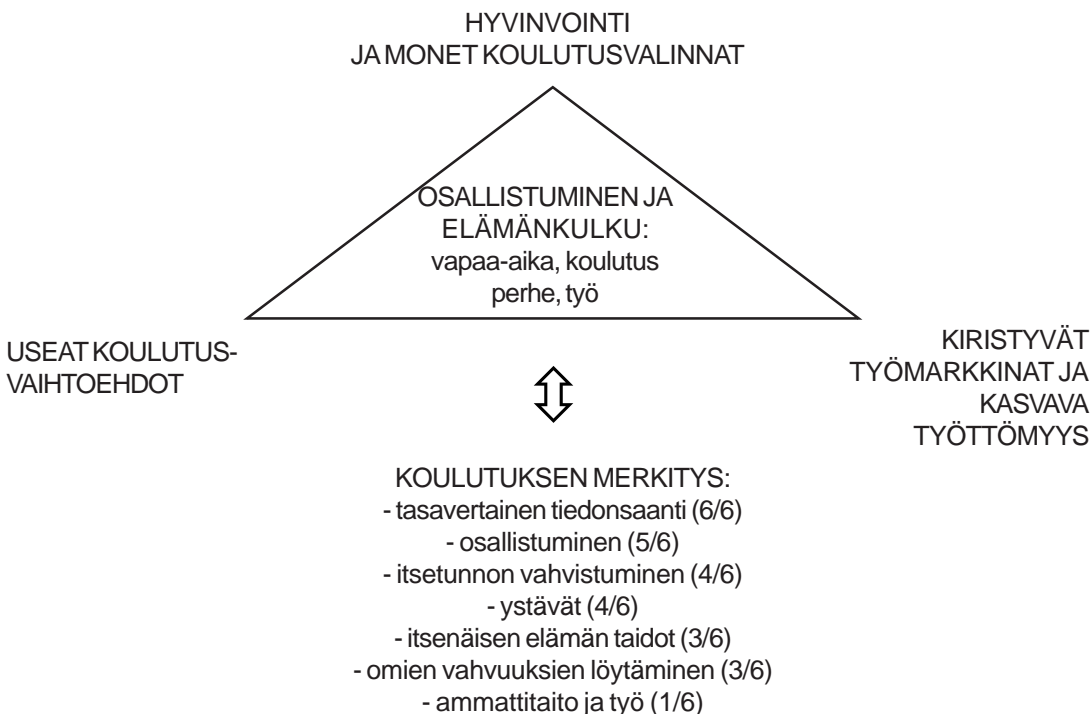 HYVINVOINTI
JA MONET KOULUTUSVALINNAT
OSALLISTUMINEN JA
ELÄMÄNKULKU:
vapaa-aika, koulutus
perhe, työ
USEAT KOULUTUS-
VAIHTOEHDOT
KIRISTYVÄT
TYÖMARKKINAT JA
KASVAVA
TYÖTTÖMYYS
KOULUTUKSEN MERKITYS:
- tasavertainen tiedonsaanti (6/6)
- osallistuminen (5/6)
- itsetunnon vahvistuminen (4/6)
- ystävät (4/6)
- itsenäisen elämän taidot (3/6)
- omien vahvuuksien löytäminen (3/6)
- ammattitaito ja työ (1/6)